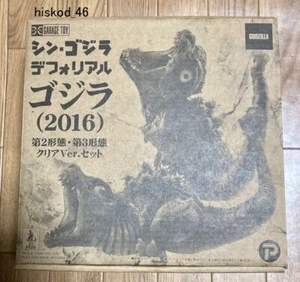 hiskod_46
GARAGE TOY
GODZILLA
シン・ゴジラ
デフォリアル
ゴジラ
(2016)
第2形態・第3形態
クリアVer.セット